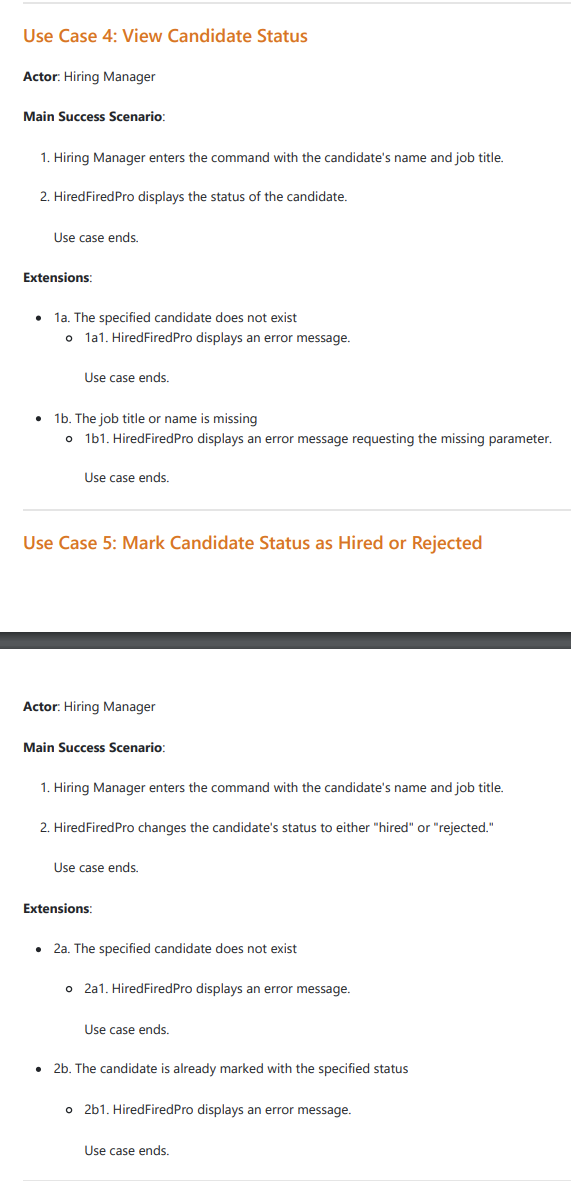 Use Case 4: View Candidate Status
Actor: Hiring Manager
Main Success Scenario:
1. Hiring Manager enters the command with the candidate's name and job title.
2. HiredFiredPro displays the status of the candidate.
Use case ends.
Extensions:
• 1a. The specified candidate does not exist
○ 1a1. HiredFiredPro displays an error message.
Use case ends.
• 1b. The job title or name is missing
○ 1b1. HiredFiredPro displays an error message requesting the missing parameter.
Use case ends.
Use Case 5: Mark Candidate Status as Hired or Rejected
Actor: Hiring Manager
Main Success Scenario:
1. Hiring Manager enters the command with the candidate's name and job title.
2. HiredFiredPro changes the candidate's status to either "hired" or "rejected."
Use case ends.
Extensions:
• 2a. The specified candidate does not exist
○ 2a1. HiredFiredPro displays an error message.
Use case ends.
• 2b. The candidate is already marked with the specified status
○ 2b1. HiredFiredPro displays an error message.
Use case ends.